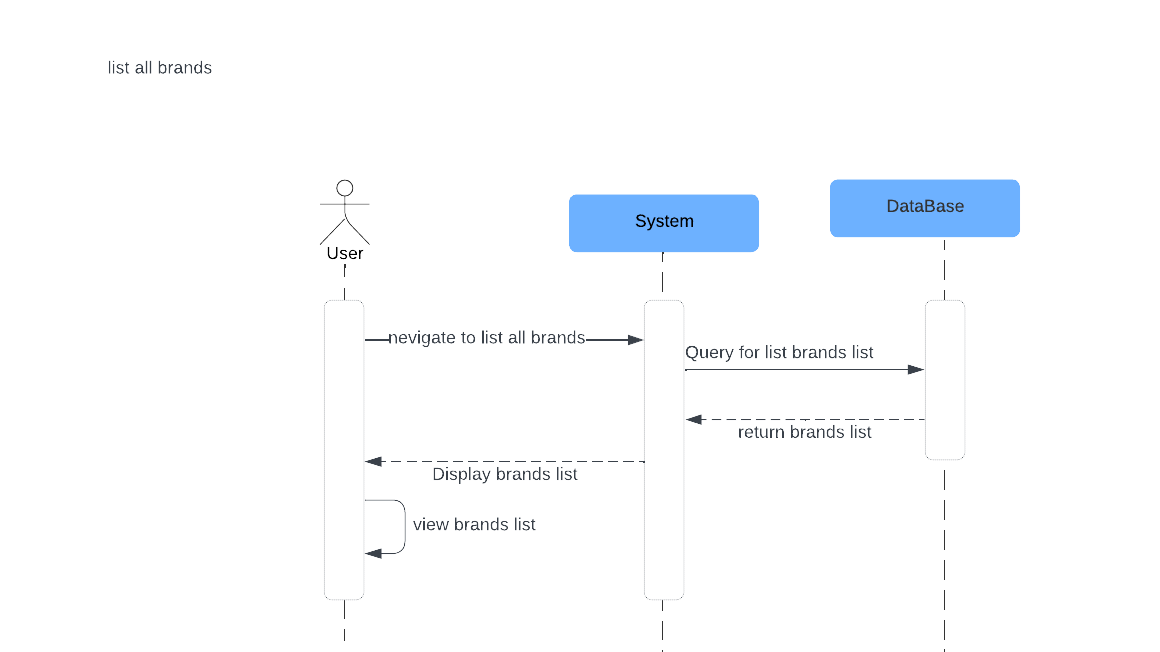 list all brands
User
System
DataBase
nevigate to list all brands
Query for list brands list
return brands list
Display brands list
view brands list